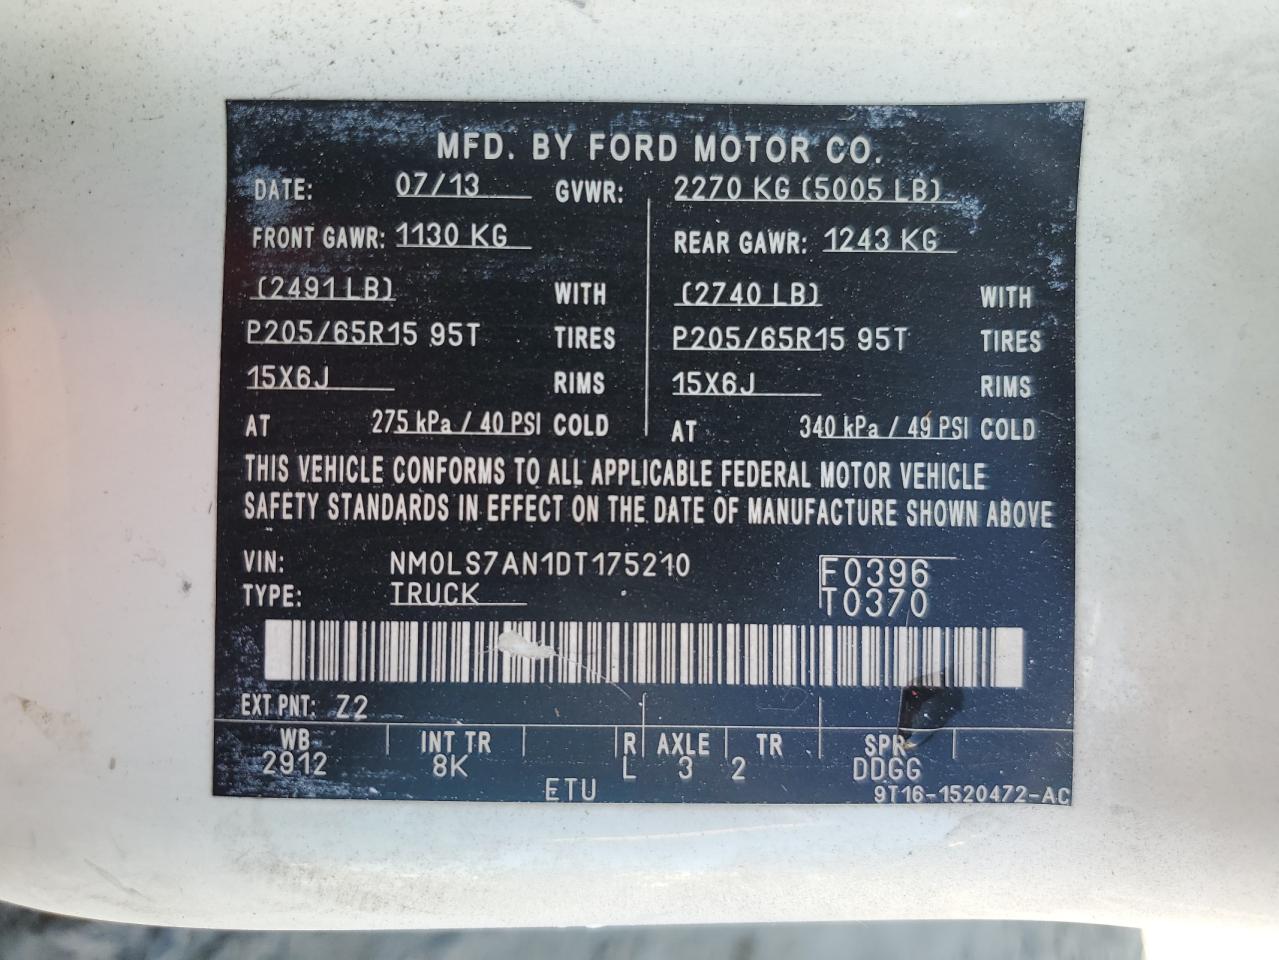 MFD. BY FORD MOTOR CO.
DATE: 07/13 GVWR: 2270 KG (5005 LB)
FRONT GAWR: 1130 KG REAR GAWR: 1243 KG
(2491 LB) WITH (2740 LB) WITH
P205/65R15 95T TIRES P205/65R15 95T TIRES
15X6J RIMS 15X6J RIMS
AT 275 kPa / 40 PSI COLD AT 340 kPa / 49 PSI COLD
THIS VEHICLE CONFORMS TO ALL APPLICABLE FEDERAL MOTOR VEHICLE
SAFETY STANDARDS IN EFFECT ON THE DATE OF MANUFACTURE SHOWN ABOVE
VIN: NM0LS7AN1DT175210 F0396
TYPE: TRUCK T0370
EXT PNT: Z2
WB INT TR R AXLE TR SPR
2912 8K L 3 2 DDGG
ETU 9T16-1520472-AC